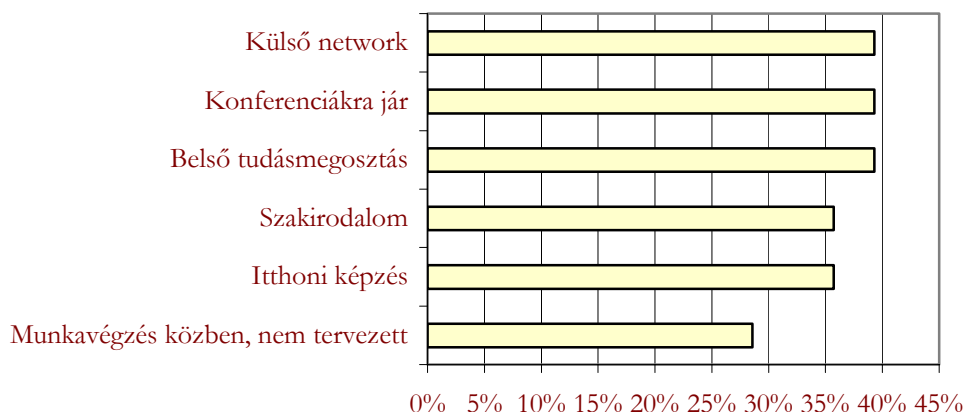 Külső network
Konferenciákra jár
Belső tudásmegosztás
Szakirodalom
Itthoni képzés
Munkavégzés közben, nem tervezett
0% 5% 10% 15% 20% 25% 30% 35% 40% 45%